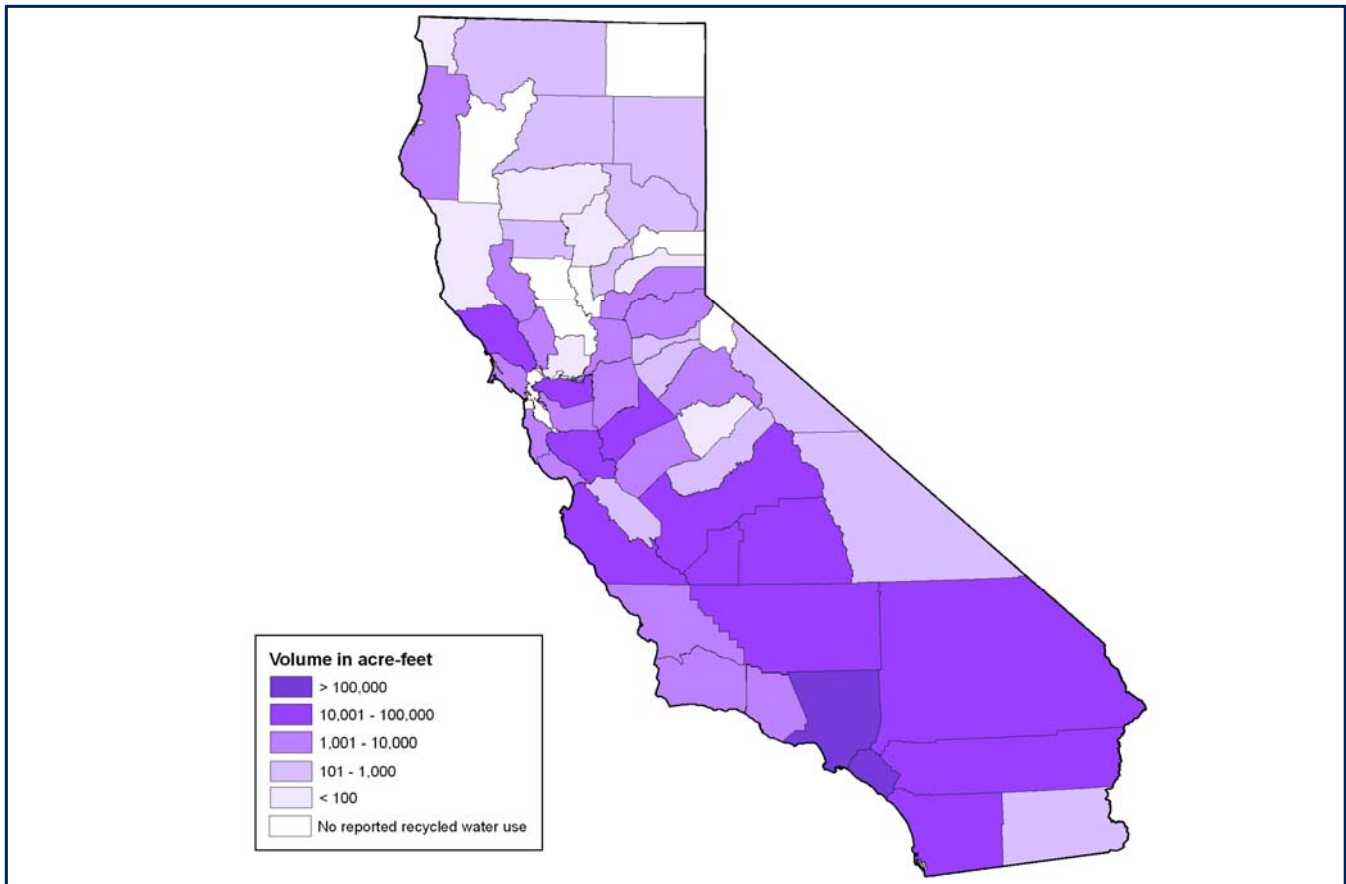 Volume in acre-feet
> 100,000
10,001 - 100,000
1,001 - 10,000
101 - 1,000
< 100
No reported recycled water use